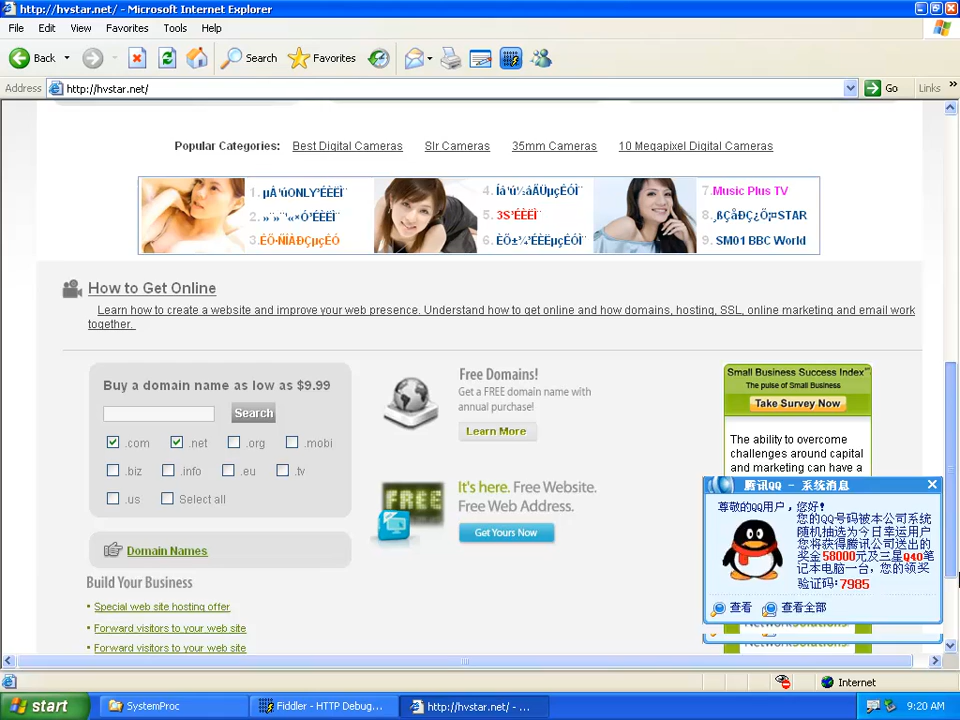 http://hvstar.net/ - Microsoft Internet Explorer
File Edit View Favorites Tools Help
Back Search Favorites
Address http://hvstar.net/ Go Links »
Popular Categories: Best Digital Cameras Slr Cameras 35mm Cameras 10 Megapixel Digital Cameras
1.
2.
3.
4.
5. 3S
6.
7.Music Plus TV
8.
9. SM01 BBC World
How to Get Online
Learn how to create a website and improve your web presence. Understand how to get online and how domains, hosting, SSL, online marketing and email work
together.
Buy a domain name as low as $9.99
Search
.com .net .org .mobi
.biz .info .eu .tv
.us Select all
Domain Names
Build Your Business
• Special web site hosting offer
• Forward visitors to your web site
• Forward visitors to your web site
Free Domains!
Get a FREE domain name with
annual purchase!
Learn More
FREE
It's here. Free Website.
Free Web Address.
Get Yours Now
Small Business Success Index™
The pulse of Small Business
Take Survey Now
The ability to overcome
challenges around capital
and marketing can have a
腾讯QQ - 系统消息
尊敬的QQ用户，您好！
您的QQ号码被本公司系统
随机抽选为今日幸运用户
您将获得腾讯公司送出的
奖金58000元及三星Q40笔
记本电脑一台，您的领奖
验证码:7985
查看 查看全部
start SystemProc Fiddler - HTTP Debug... http://hvstar.net/ - ... 9:20 AM
Internet